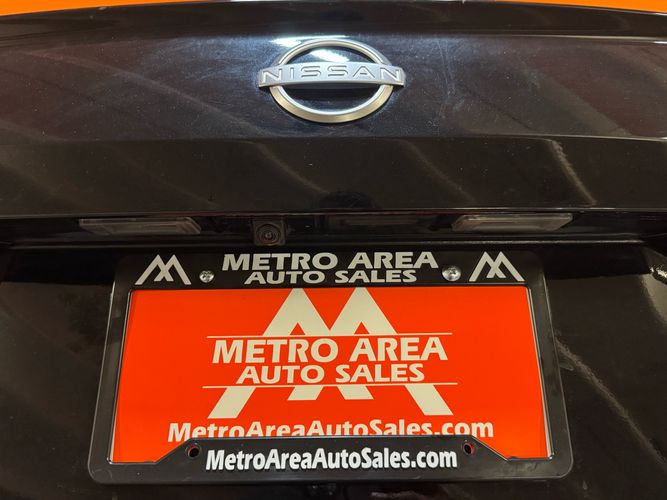 NISSAN
METRO AREA
AUTO SALES
METRO AREA
AUTO SALES
MetroAreaAutoSales.com
MetroAreaAutoSales.com